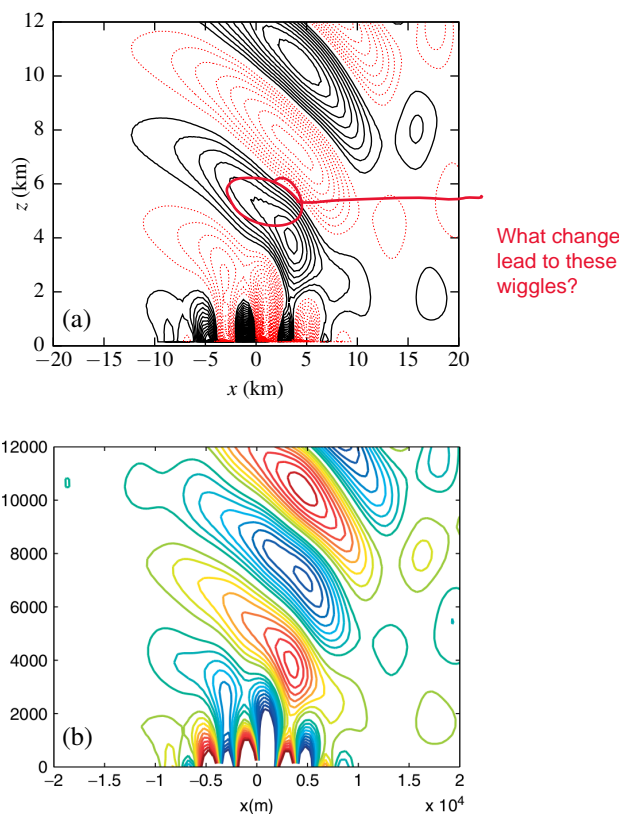 12
10
8
6
4
2
0
z (km)
(a)
−20 −15 −10 −5 0 5 10 15 20
x (km)
What change
lead to these
wiggles?
12000
10000
8000
6000
4000
2000
0
(b)
−2 −1.5 −1 −0.5 0 0.5 1 1.5 2
x(m)
x 10⁴